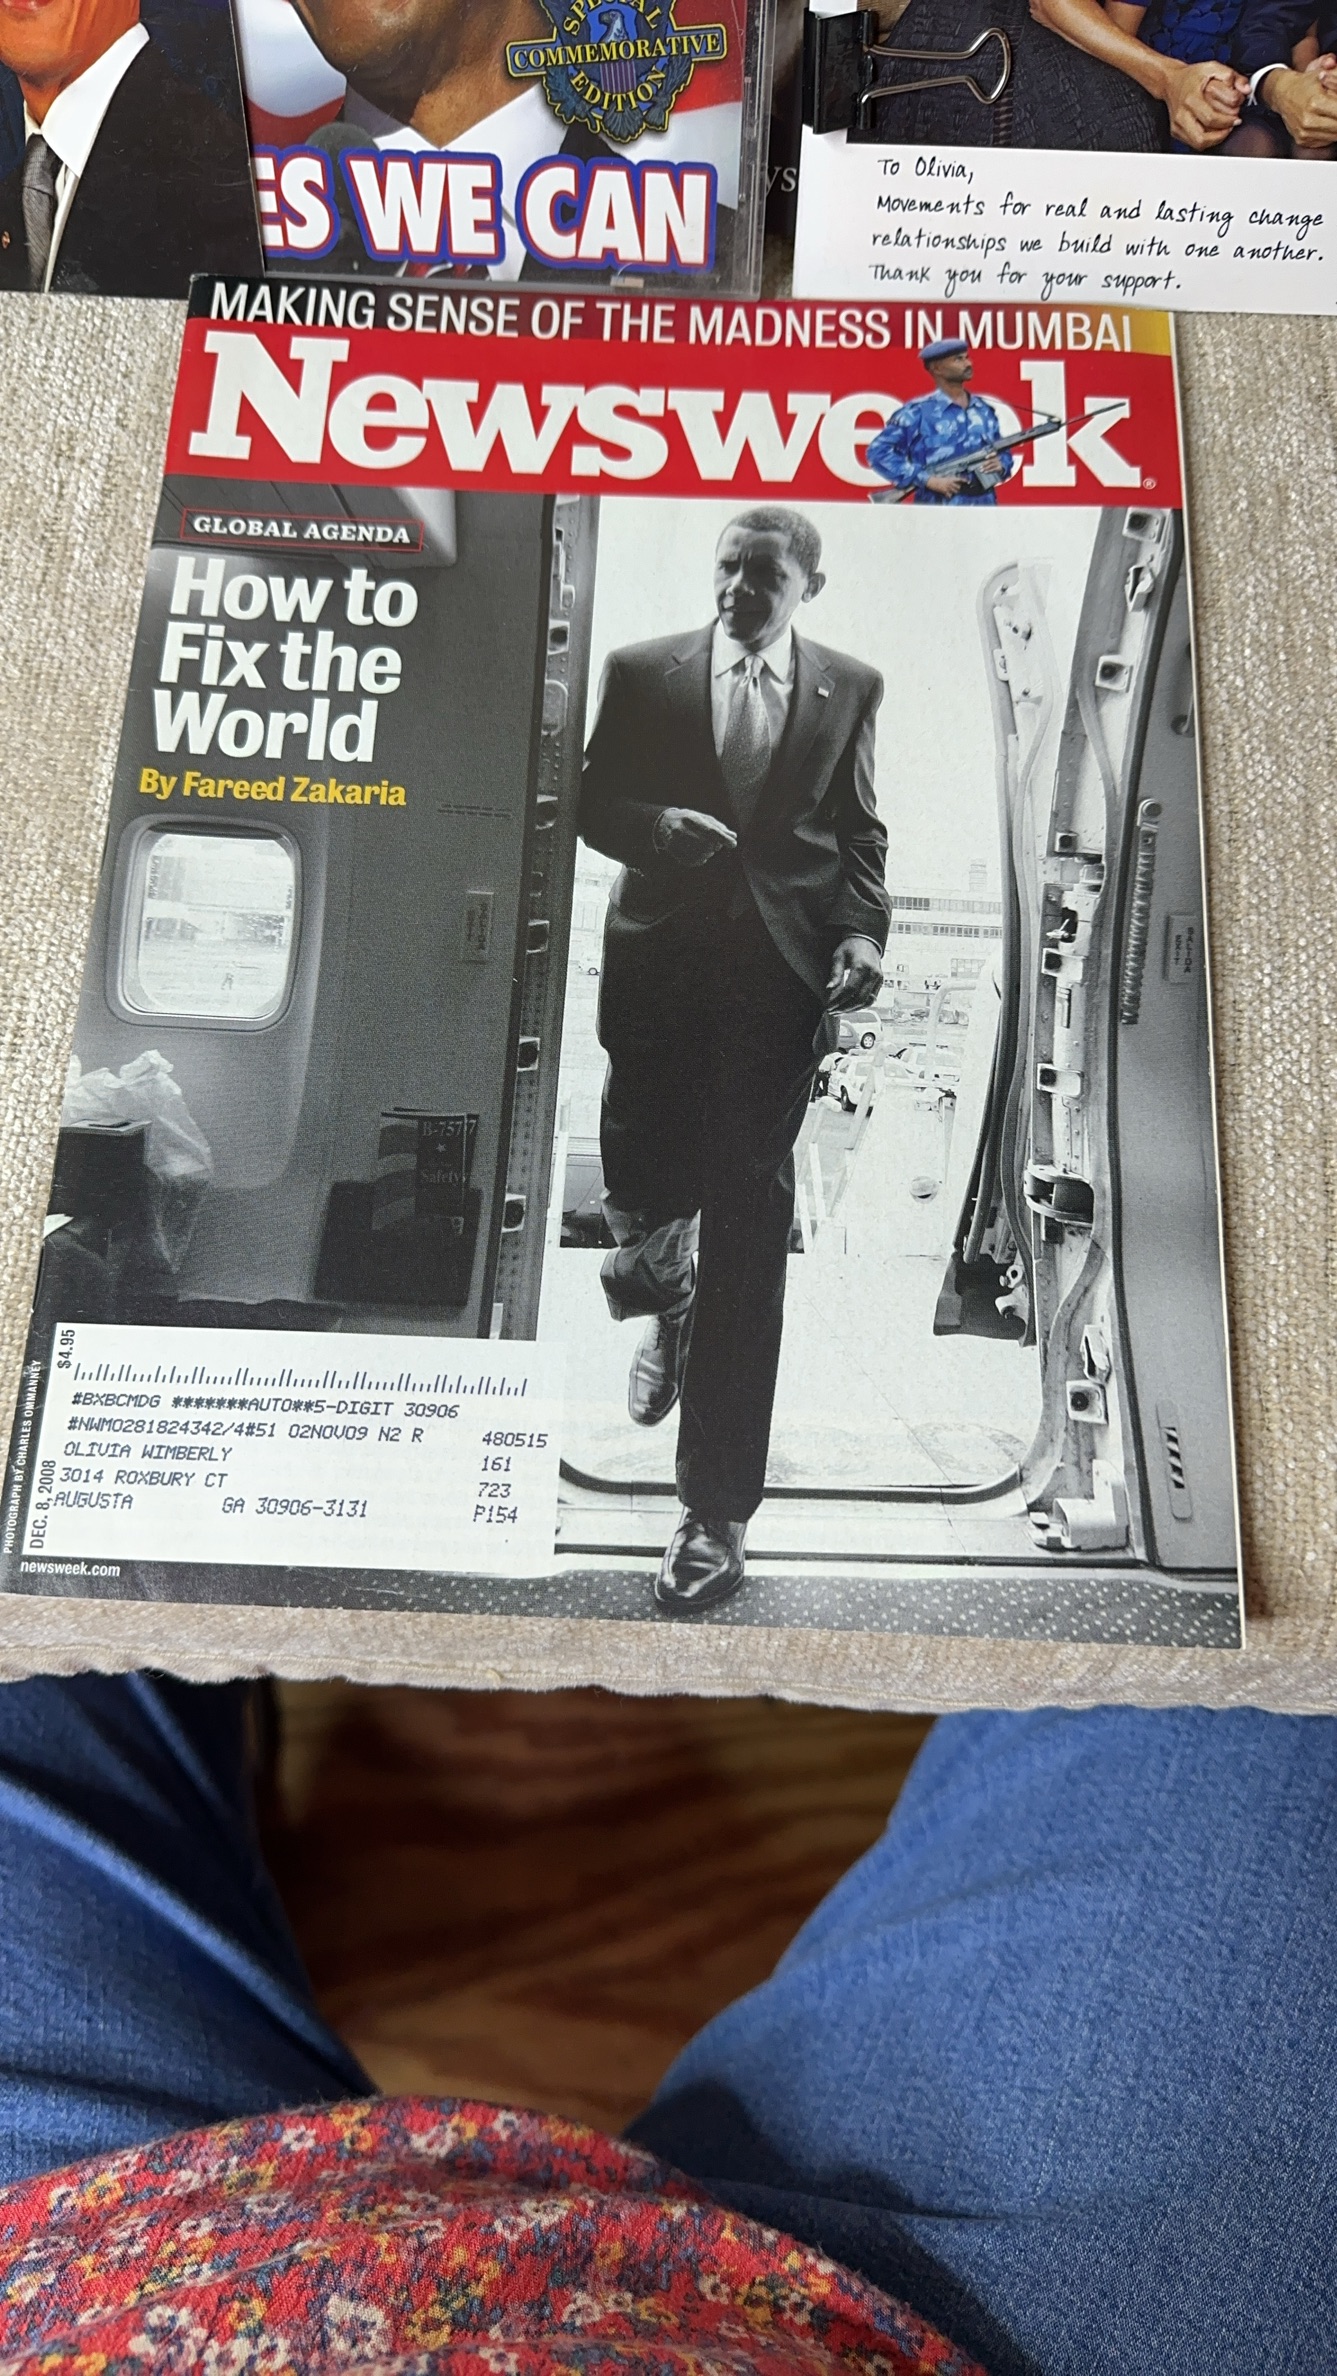 SPECIAL
COMMEMORATIVE
EDITION
ES WE CAN
ys
To Olivia,
Movements for real and lasting change
relationships we build with one another.
Thank you for your support.
MAKING SENSE OF THE MADNESS IN MUMBAI
Newsweek®
GLOBAL AGENDA
How to
Fix the
World
By Fareed Zakaria
B-757
Safety
$4.95
#BXBCMDG *******AUTO**5-DIGIT 30906
#NWM0281824342/4#51 02NOV09 N2 R 480515
OLIVIA WIMBERLY 161
3014 ROXBURY CT 723
AUGUSTA GA 30906-3131 P154
DEC. 8, 2008
PHOTOGRAPH BY CHARLES OMMANNEY
newsweek.com